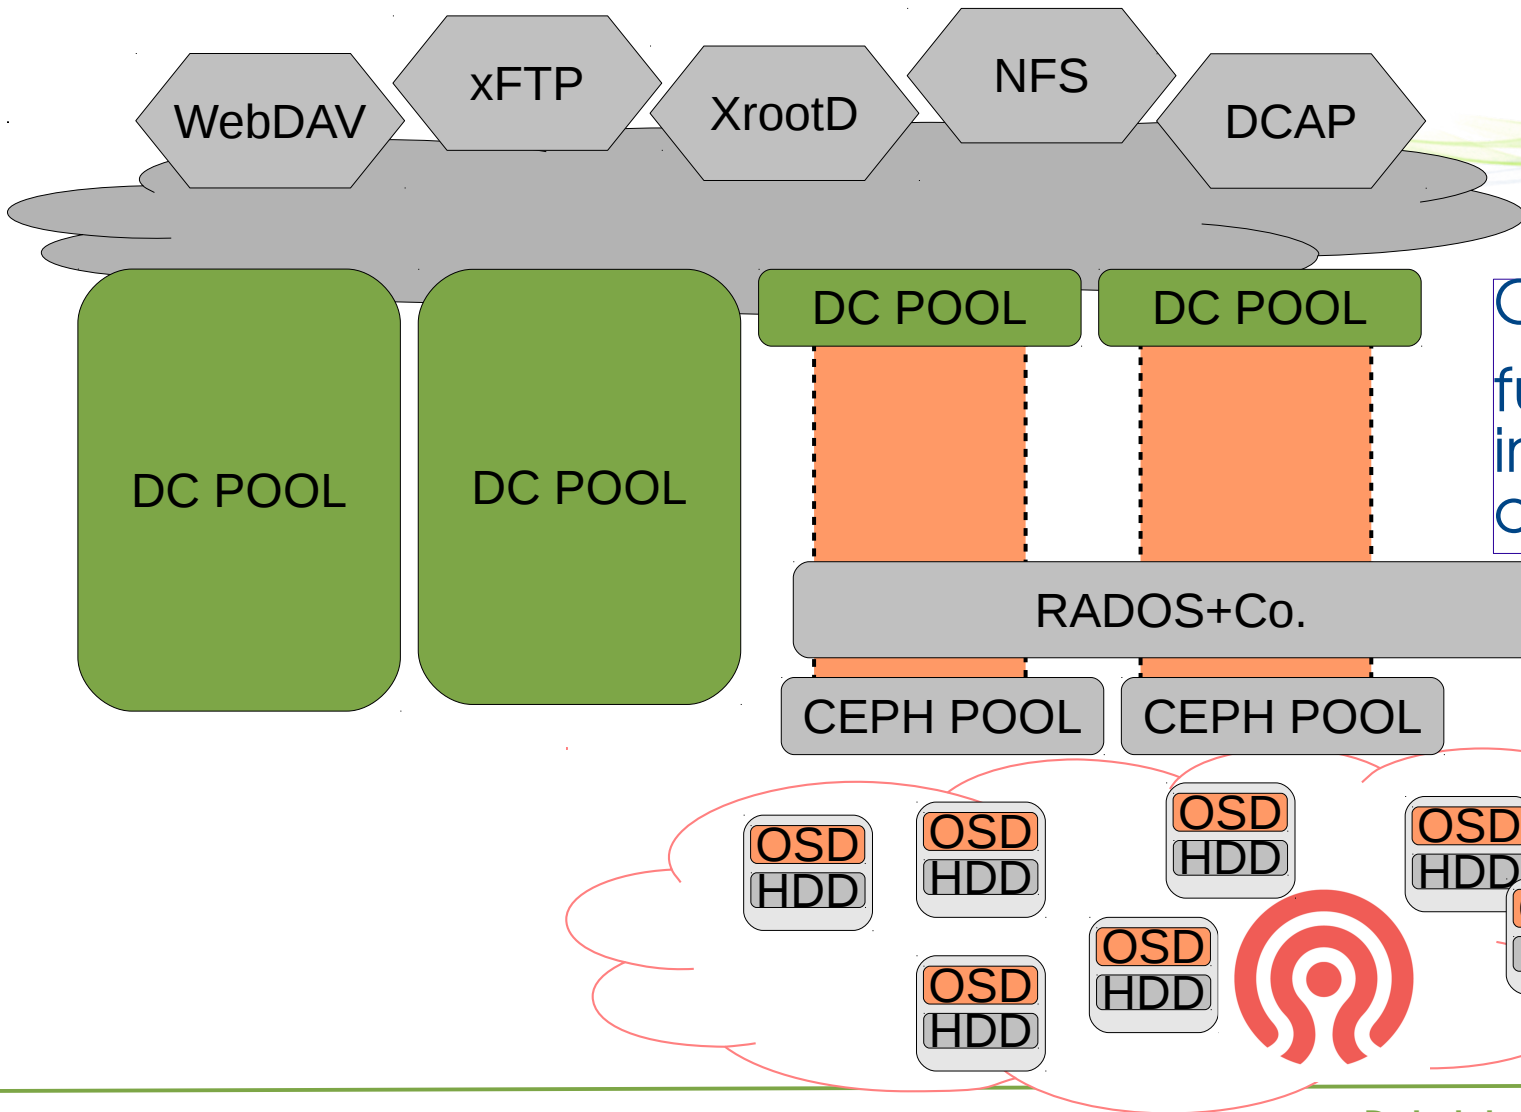 WebDAV
xFTP
XrootD
NFS
DCAP
DC POOL
DC POOL
DC POOL
DC POOL
RADOS+Co.
CEPH POOL
CEPH POOL
OSD
HDD
OSD
HDD
OSD
HDD
OSD
HDD
OSD
HDD
OSD
HDD